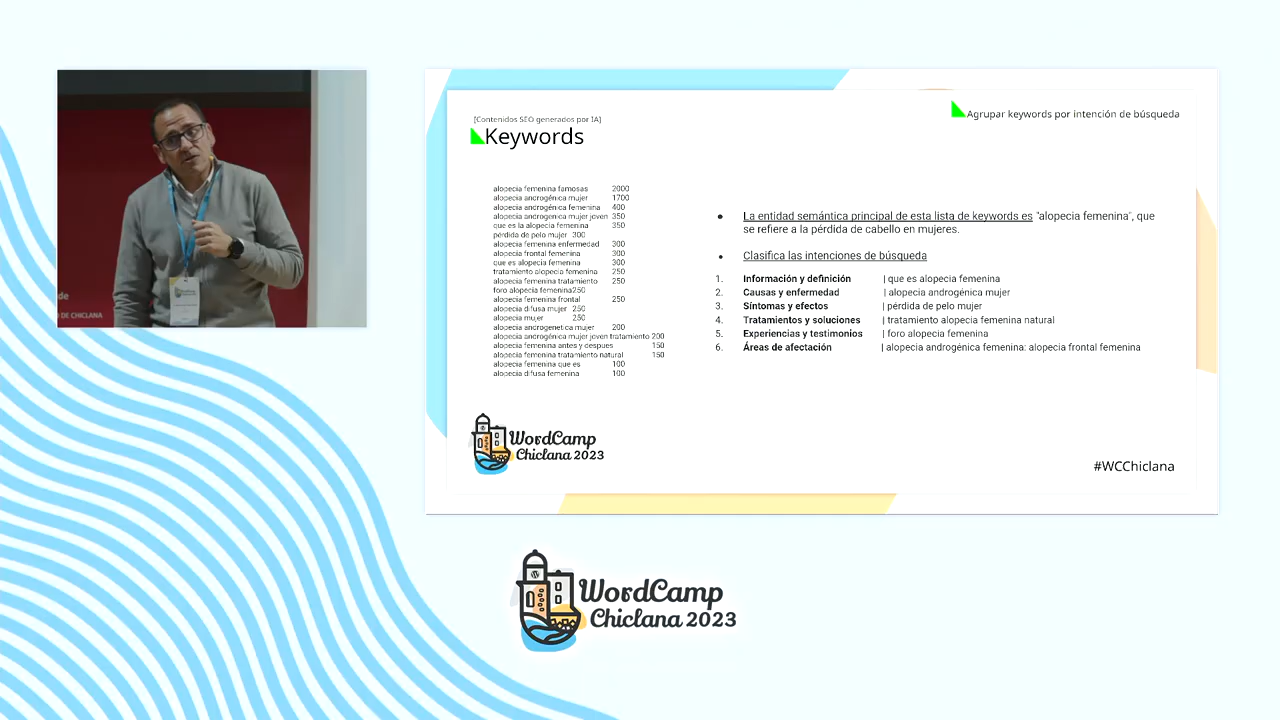 [Contenidos SEO generados por IA]
Keywords
Agrupar keywords por intención de búsqueda
alopecia femenina famosas 2000
alopecia androgénica mujer 1700
alopecia androgénica femenina 400
alopecia androgénica mujer joven 350
que es la alopecia femenina 350
pérdida de pelo mujer 300
alopecia femenina enfermedad 300
alopecia frontal femenina 300
que es alopecia femenina 300
tratamiento alopecia femenina 250
alopecia femenina tratamiento 250
foro alopecia femenina250
alopecia femenina frontal 250
alopecia difusa mujer 250
alopecia mujer 250
alopecia androgenetica mujer 200
alopecia androgénica mujer joven tratamiento 200
alopecia femenina antes y despues 150
alopecia femenina tratamiento natural 150
alopecia femenina que es 100
alopecia difusa femenina 100
● La entidad semántica principal de esta lista de keywords es "alopecia femenina", que
se refiere a la pérdida de cabello en mujeres.
● Clasifica las intenciones de búsqueda
1. Información y definición | que es alopecia femenina
2. Causas y enfermedad | alopecia androgénica mujer
3. Síntomas y efectos | pérdida de pelo mujer
4. Tratamientos y soluciones | tratamiento alopecia femenina natural
5. Experiencias y testimonios | foro alopecia femenina
6. Áreas de afectación | alopecia androgénica femenina: alopecia frontal femenina
WordCamp
Chiclana 2023
#WCChiclana
de
O DE CHICLANA
WordCamp
Chiclana 2023